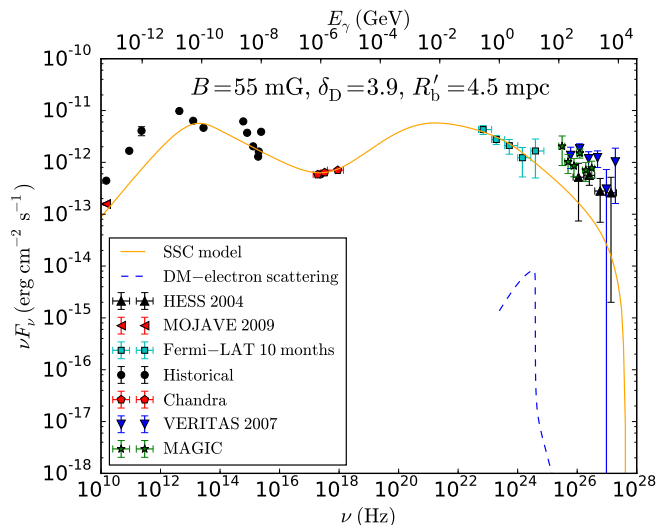 E_γ (GeV)
10^-12 10^-10 10^-8 10^-6 10^-4 10^-2 10^0 10^2 10^4
B=55 mG, δ_D=3.9, R′_b=4.5 mpc
10^-10
10^-11
10^-12
10^-13
10^-14
10^-15
10^-16
10^-17
10^-18
νF_ν (erg cm^-2 s^-1)
SSC model
DM−electron scattering
HESS 2004
MOJAVE 2009
Fermi−LAT 10 months
Historical
Chandra
VERITAS 2007
MAGIC
10^10 10^12 10^14 10^16 10^18 10^20 10^22 10^24 10^26 10^28
ν (Hz)